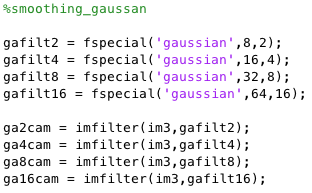 %smoothing_gaussan
gafilt2 = fspecial('gaussian',8,2);
gafilt4 = fspecial('gaussian',16,4);
gafilt8 = fspecial('gaussian',32,8);
gafilt16 = fspecial('gaussian',64,16);
ga2cam = imfilter(im3,gafilt2);
ga4cam = imfilter(im3,gafilt4);
ga8cam = imfilter(im3,gafilt8);
ga16cam = imfilter(im3,gafilt16);